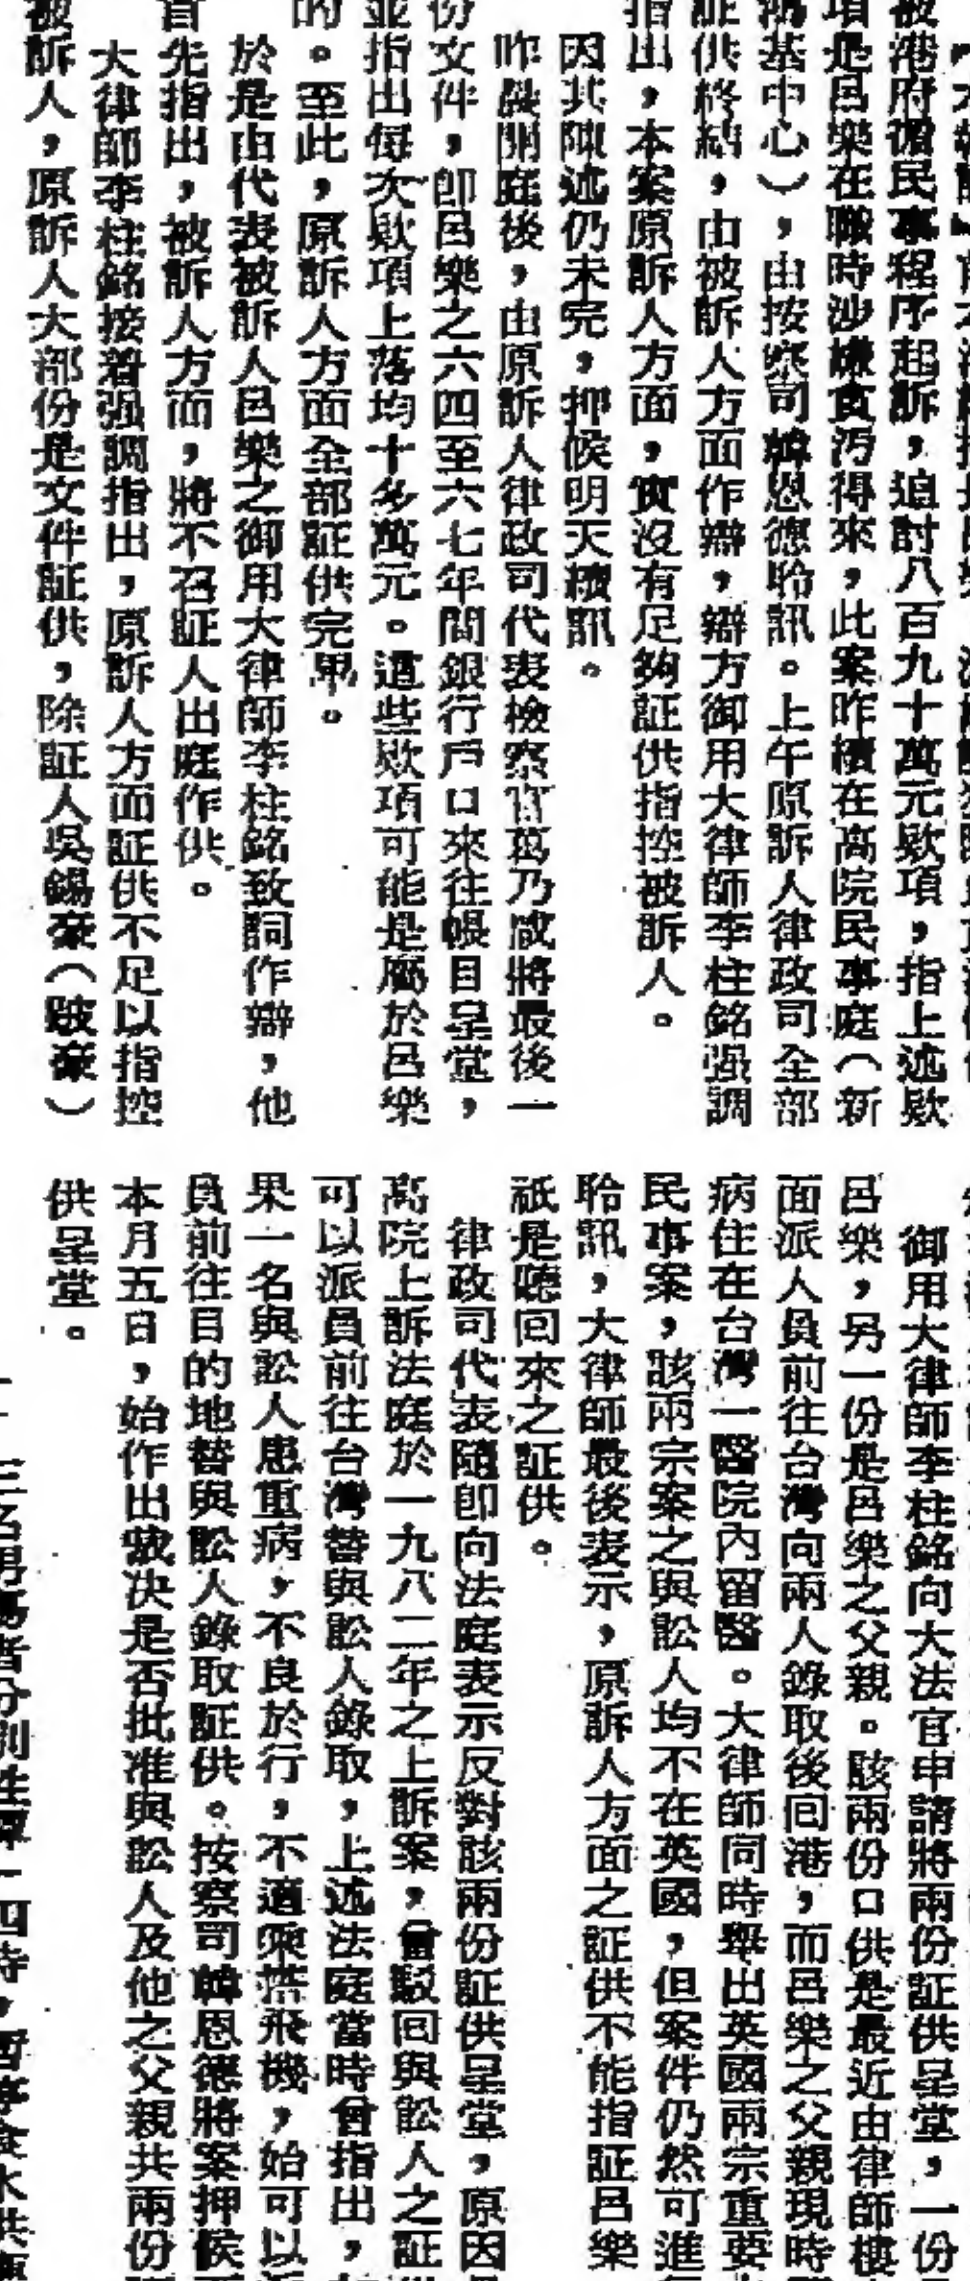 被港府循民事程序起訴，追討八百九十萬元欵項，指上述欵
項是呂樂在職時涉嫌貪污得來，此案昨續在高院民事庭（新
鴻基中心），由按察司韓恩德聆訊。上午原訴人律政司全部
証供終結，由被訴人方面作辯，辯方御用大律師李柱銘强調
指出，本案原訴人方面，實沒有足夠証供指控被訴人。
因其陳述仍未完，押候明天續訊。
昨晨開庭後，由原訴人律政司代表檢察官萬乃晟將最後一
份文件，即呂樂之六四至六七年間銀行戶口來往帳目呈堂，
並指出每次欵項上落均十多萬元。這些欵項可能是屬於呂樂
的。至此，原訴人方面全部証供完畢。
於是由代表被訴人呂樂之御用大律師李柱銘致詞作辯，他
首先指出，被訴人方面，將不召証人出庭作供。
大律師李柱銘接着强調指出，原訴人方面証供不足以指控
被訴人，原訴人大部份是文件証供，除証人吳錫豪（跛豪）
御用大律師李柱銘向大法官申請將兩份証供呈堂，一份
呂樂，另一份是呂樂之父親。該兩份口供是最近由律師樓
面派人員前往台灣向兩人錄取後回港，而呂樂之父親現時
病住在台灣一醫院內留醫。大律師同時舉出英國兩宗重要
民事案，該兩宗案之與訟人均不在英國，但案件仍然可進
聆訊，大律師最後表示，原訴人方面之証供不能指証呂樂
祇是聽回來之証供。
律政司代表隨即向法庭表示反對該兩份証供呈堂，原因
高院上訴法庭於一九八二年之上訴案，曾駁回與訟人之証
可以派員前往台灣替與訟人錄取，上述法庭當時曾指出，
果一名與訟人患重病，不良於行，不適乘搭飛機，始可以
員前往目的地替與訟人錄取証供。按察司韓恩德將案押候
本月五日，始作出裁决是否批准與訟人及他之父親共兩份
供呈堂。